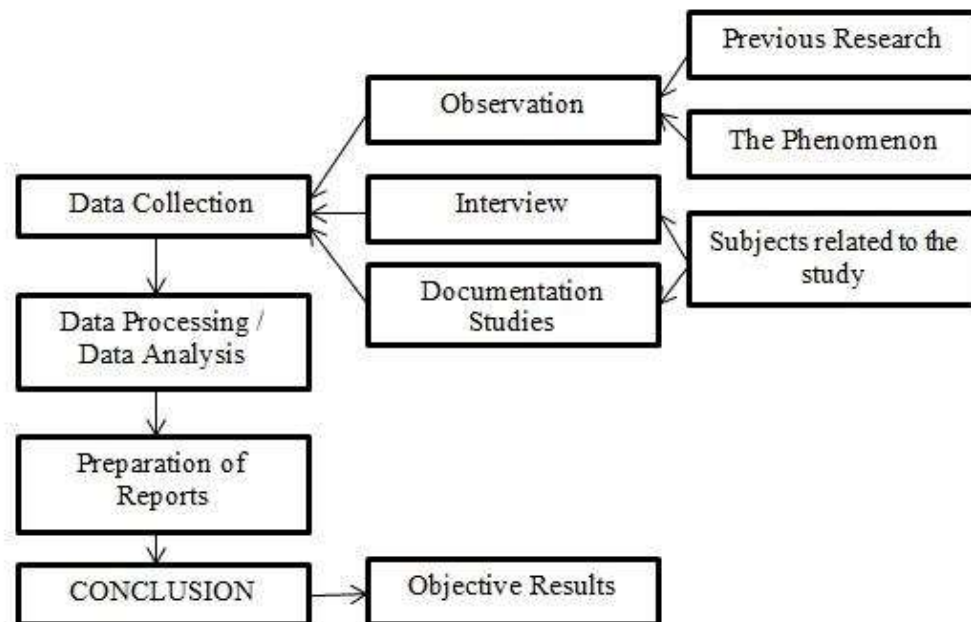 Previous Research
Observation
The Phenomenon
Data Collection
Interview
Subjects related to the
study
Documentation
Studies
Data Processing /
Data Analysis
Preparation of
Reports
CONCLUSION
Objective Results